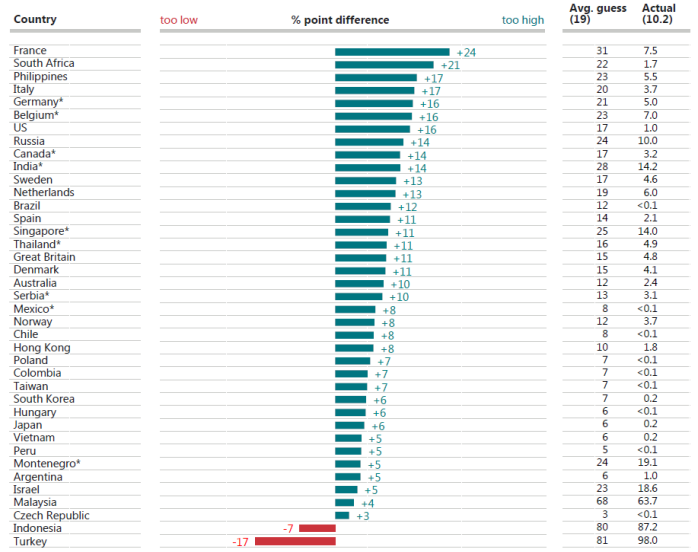 Country too low % point difference too high Avg. guess (19) Actual (10.2)
France +24 31 7.5
South Africa +21 22 1.7
Philippines +17 23 5.5
Italy +17 20 3.7
Germany* +16 21 5.0
Belgium* +16 23 7.0
US +16 17 1.0
Russia +14 24 10.0
Canada* +14 17 3.2
India* +14 28 14.2
Sweden +13 17 4.6
Netherlands +13 19 6.0
Brazil +12 12 <0.1
Spain +11 14 2.1
Singapore* +11 25 14.0
Thailand* +11 16 4.9
Great Britain +11 15 4.8
Denmark +11 15 4.1
Australia +10 12 2.4
Serbia* +10 13 3.1
Mexico* +8 8 <0.1
Norway +8 12 3.7
Chile +8 8 <0.1
Hong Kong +8 10 1.8
Poland +7 7 <0.1
Colombia +7 7 <0.1
Taiwan +7 7 <0.1
South Korea +6 7 0.2
Hungary +6 6 <0.1
Japan +6 6 0.2
Vietnam +5 6 0.2
Peru +5 5 <0.1
Montenegro* +5 24 19.1
Argentina +5 6 1.0
Israel +5 23 18.6
Malaysia +4 68 63.7
Czech Republic +3 3 <0.1
Indonesia -7 80 87.2
Turkey -17 81 98.0